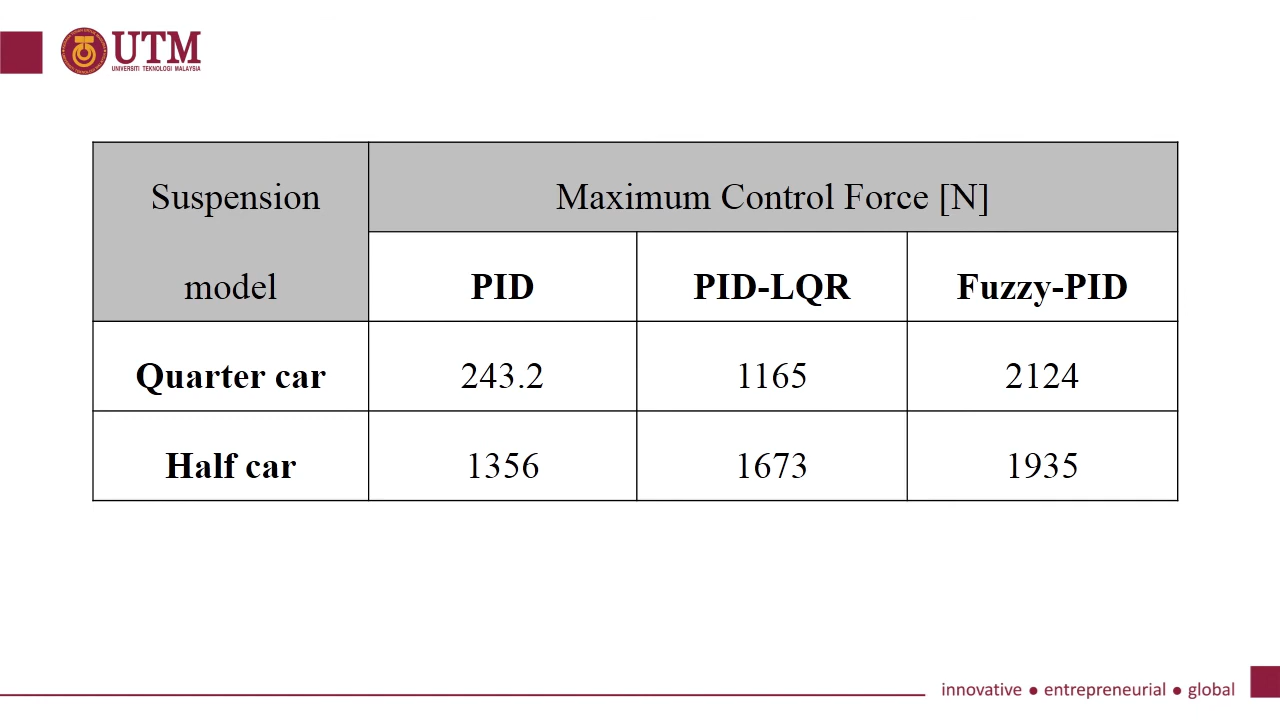 UTM
UNIVERSITI TEKNOLOGI MALAYSIA
Suspension
model
Maximum Control Force [N]
PID
PID-LQR
Fuzzy-PID
Quarter car
243.2
1165
2124
Half car
1356
1673
1935
innovative ● entrepreneurial ● global